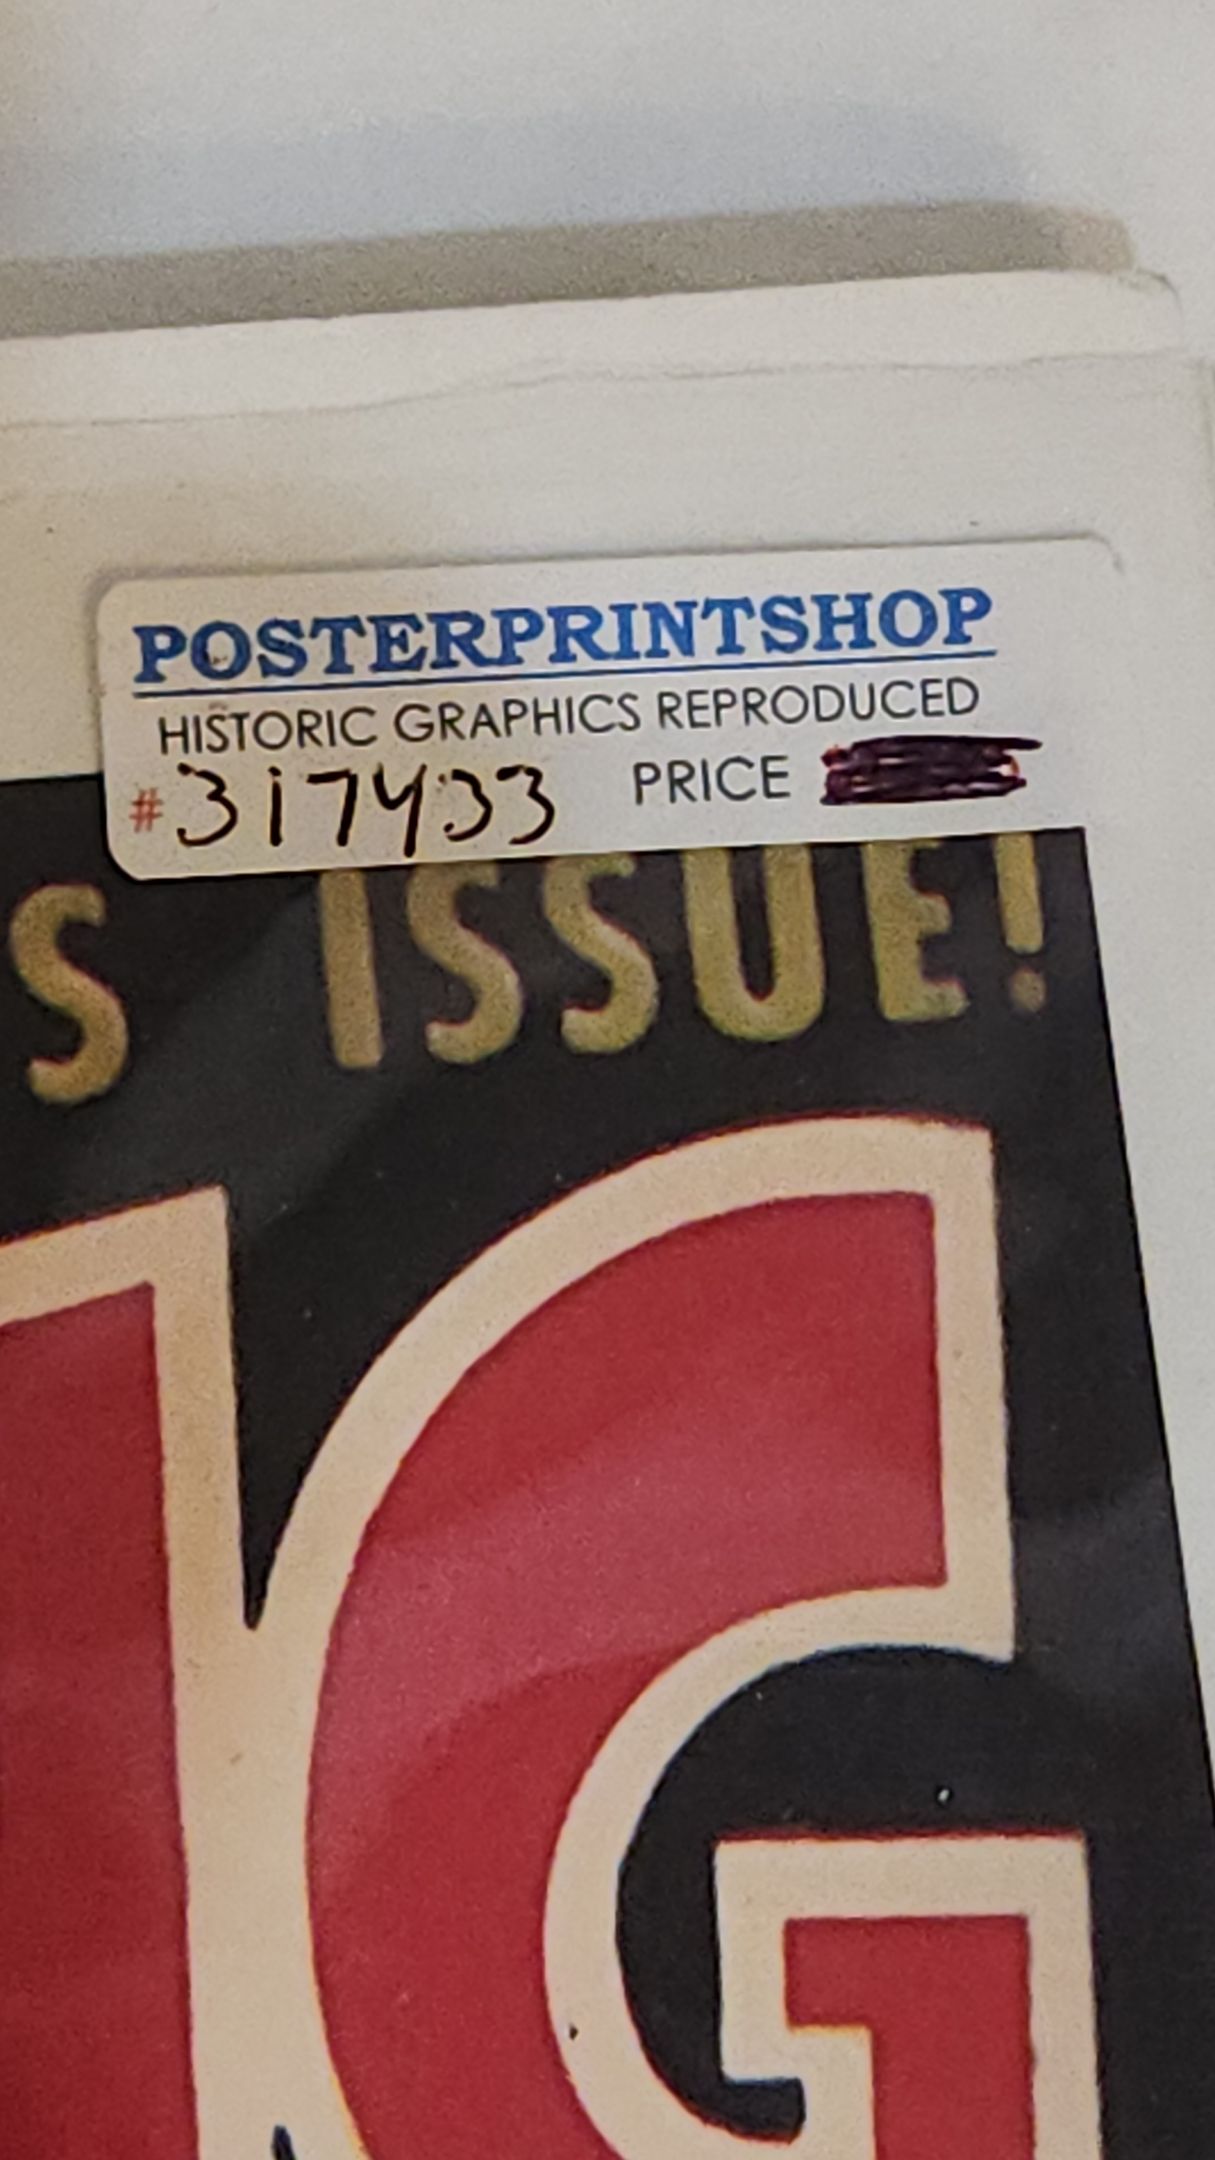 POSTERPRINTSHOP
HISTORIC GRAPHICS REPRODUCED
#317433 PRICE
S ISSUE!
G